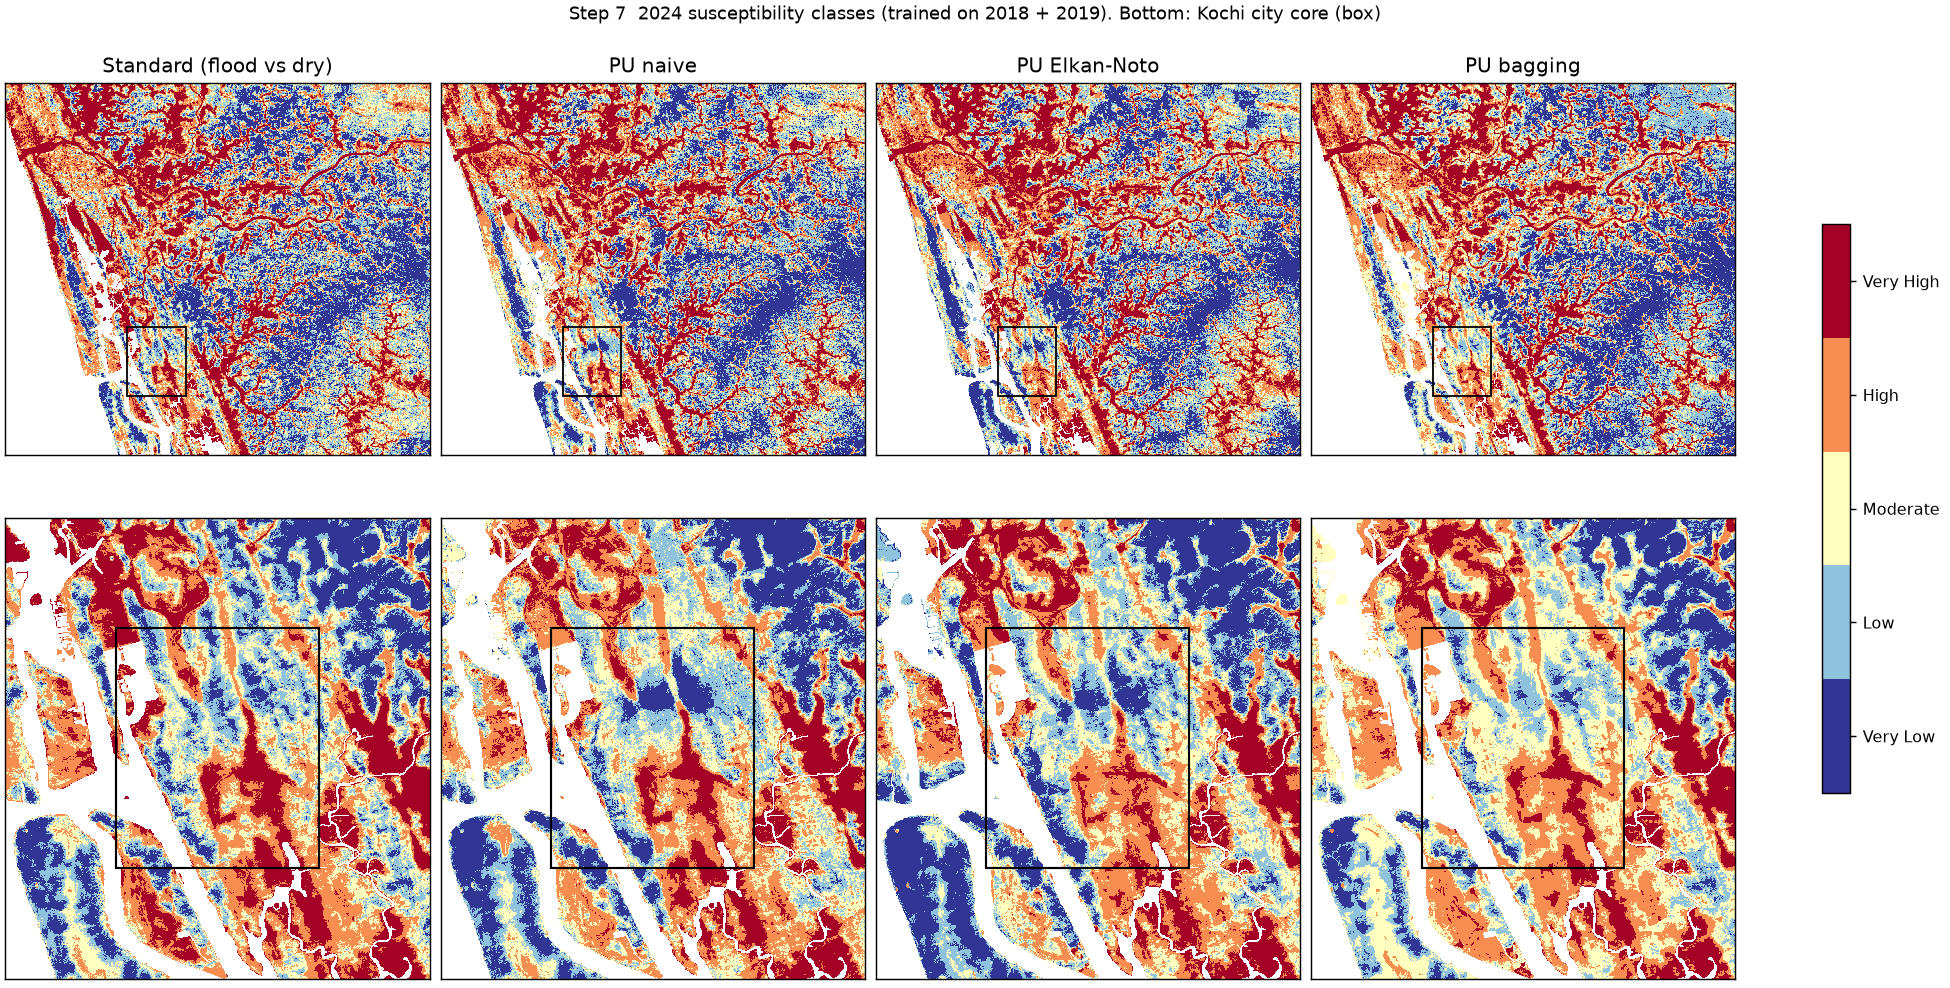 Step 7  2024 susceptibility classes (trained on 2018 + 2019). Bottom: Kochi city core (box)
Standard (flood vs dry)
PU naive
PU Elkan-Noto
PU bagging
Very High
High
Moderate
Low
Very Low